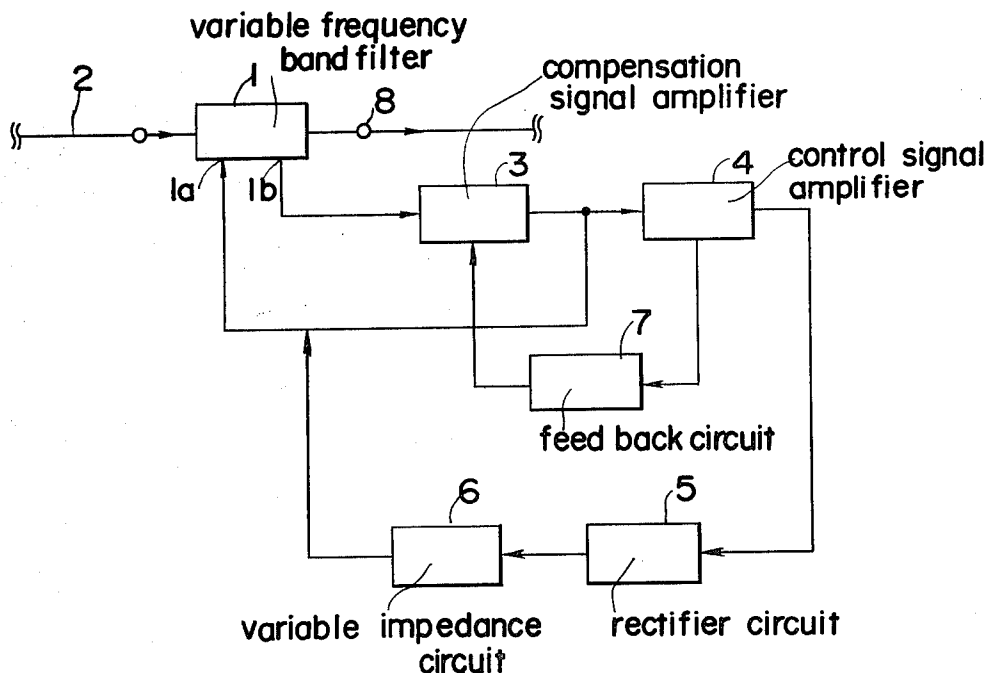 variable frequency
band filter
1
2
8
compensation
signal amplifier
3
4
control signal
amplifier
1a
1b
7
feed back circuit
6
5
variable impedance
circuit
rectifier circuit